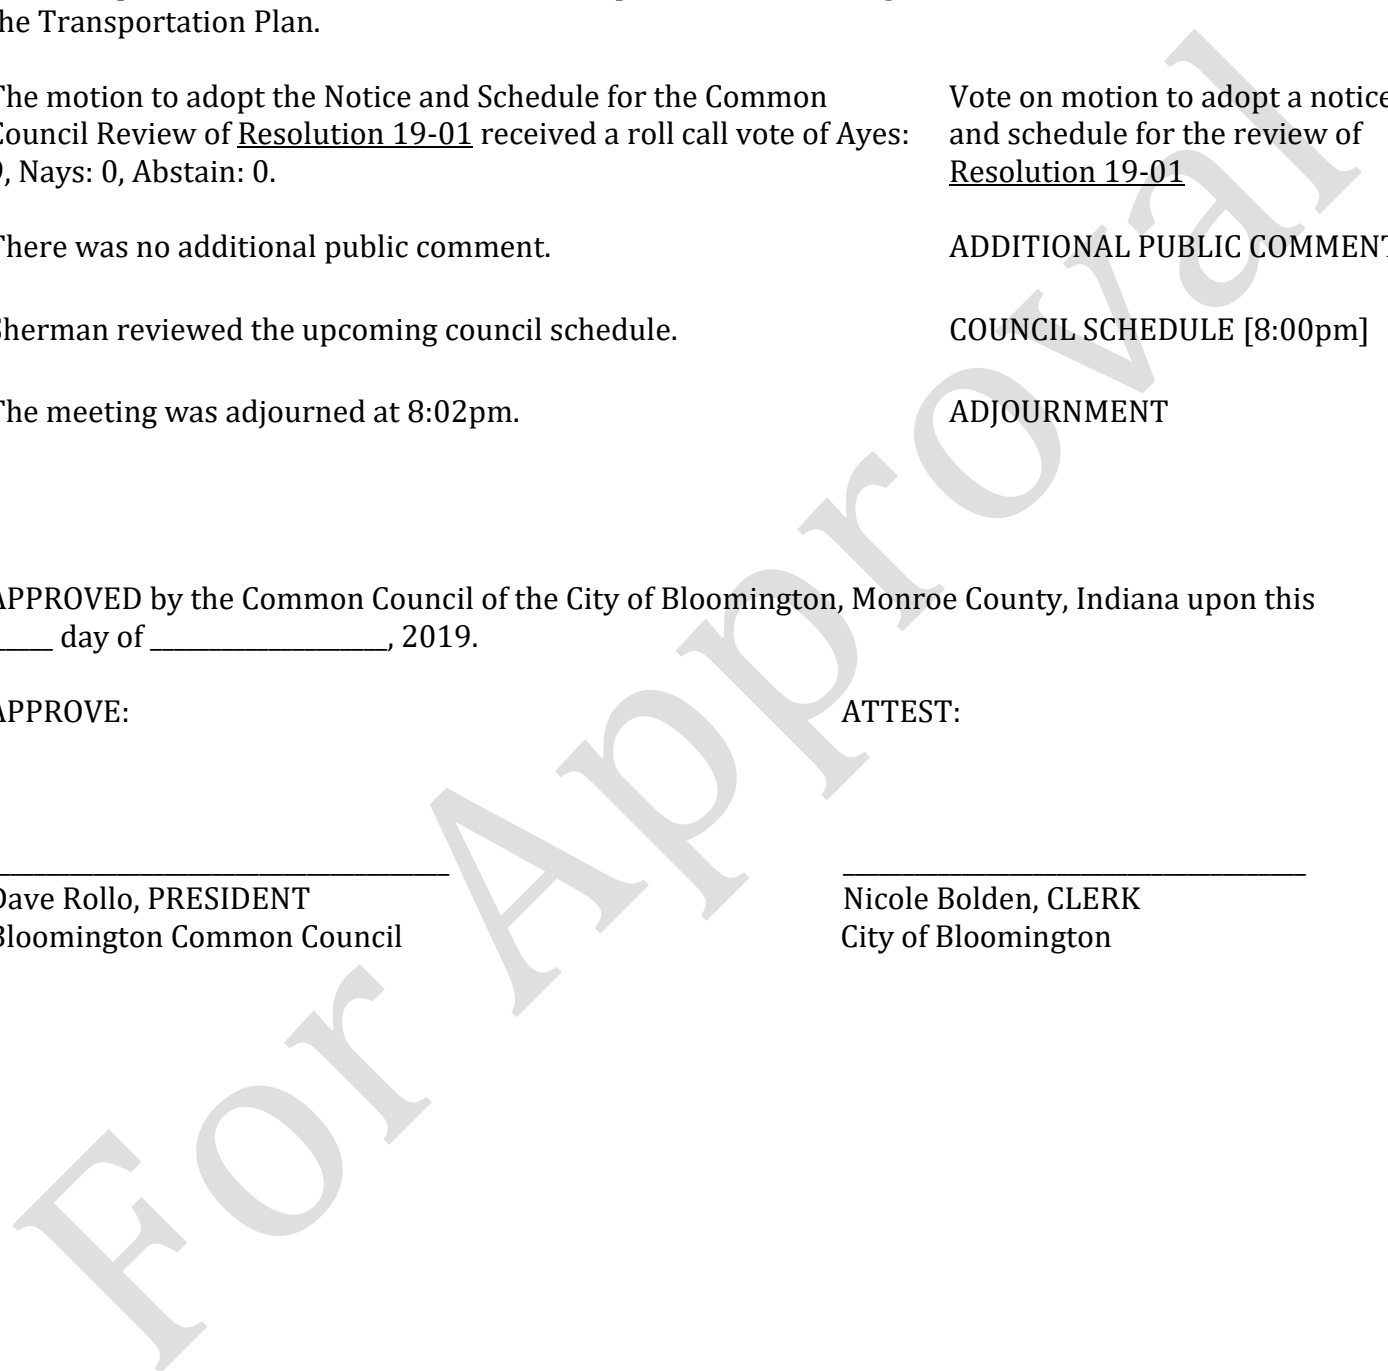 the Transportation Plan.
The motion to adopt the Notice and Schedule for the Common
Council Review of Resolution 19-01 received a roll call vote of Ayes:
9, Nays: 0, Abstain: 0.
Vote on motion to adopt a notice
and schedule for the review of
Resolution 19-01
There was no additional public comment.
ADDITIONAL PUBLIC COMMENT
Sherman reviewed the upcoming council schedule.
COUNCIL SCHEDULE [8:00pm]
The meeting was adjourned at 8:02pm.
ADJOURNMENT
APPROVED by the Common Council of the City of Bloomington, Monroe County, Indiana upon this
_____ day of ____________________, 2019.
APPROVE:
ATTEST:
Dave Rollo, PRESIDENT
Bloomington Common Council
Nicole Bolden, CLERK
City of Bloomington
For Approval